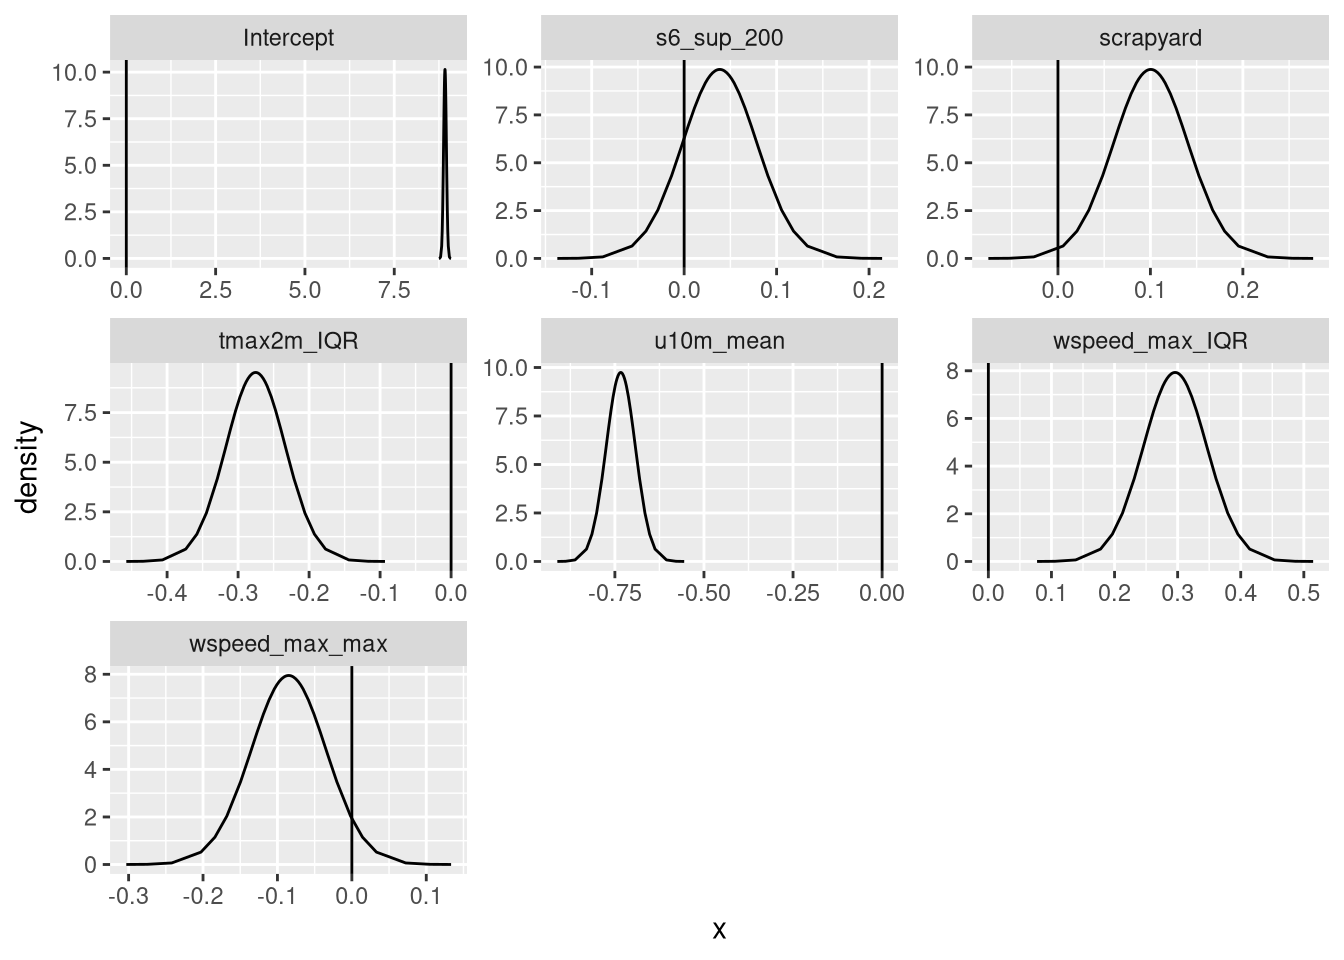 Intercept
s6_sup_200
scrapyard
10.0
7.5
5.0
2.5
0.0
0.0 2.5 5.0 7.5
10.0
7.5
5.0
2.5
0.0
-0.1 0.0 0.1 0.2
10.0
7.5
5.0
2.5
0.0
0.0 0.1 0.2
tmax2m_IQR
u10m_mean
wspeed_max_IQR
7.5
5.0
2.5
0.0
-0.4 -0.3 -0.2 -0.1 0.0
10.0
7.5
5.0
2.5
0.0
-0.75 -0.50 -0.25 0.00
8
6
4
2
0
0.0 0.1 0.2 0.3 0.4 0.5
density
wspeed_max_max
8
6
4
2
0
-0.3 -0.2 -0.1 0.0 0.1
x